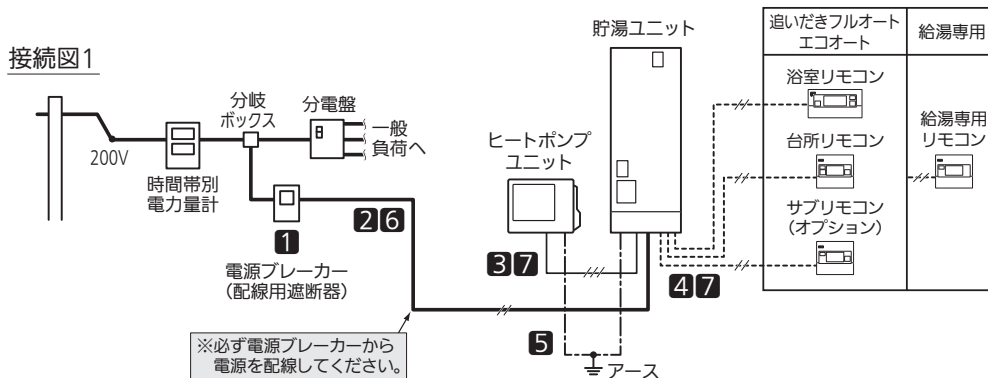 接続図1
200V
時間帯別
電力量計
分岐
ボックス
分電盤
一般
負荷へ
1
電源ブレーカー
(配線用遮断器)
2 6
※必ず電源ブレーカーから
電源を配線してください。
ヒートポンプ
ユニット
貯湯ユニット
3 7
4 7
5
アース
追いだきフルオート
エコオート
給湯専用
浴室リモコン
台所リモコン
サブリモコン
(オプション)
給湯専用
リモコン